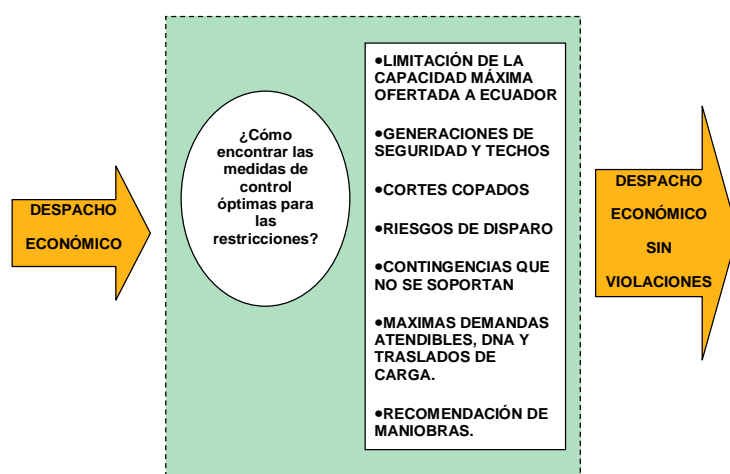 DESPACHO
ECONÓMICO
¿Cómo
encontrar las
medidas de
control
óptimas para
las
restricciones?
•LIMITACIÓN DE LA
CAPACIDAD MÁXIMA
OFERTADA A ECUADOR
•GENERACIONES DE
SEGURIDAD Y TECHOS
•CORTES COPADOS
•RIESGOS DE DISPARO
•CONTINGENCIAS QUE
NO SE SOPORTAN
•MAXIMAS DEMANDAS
ATENDIBLES, DNA Y
TRASLADOS DE
CARGA.
•RECOMENDACIÓN DE
MANIOBRAS.
DESPACHO
ECONÓMICO
SIN
VIOLACIONES